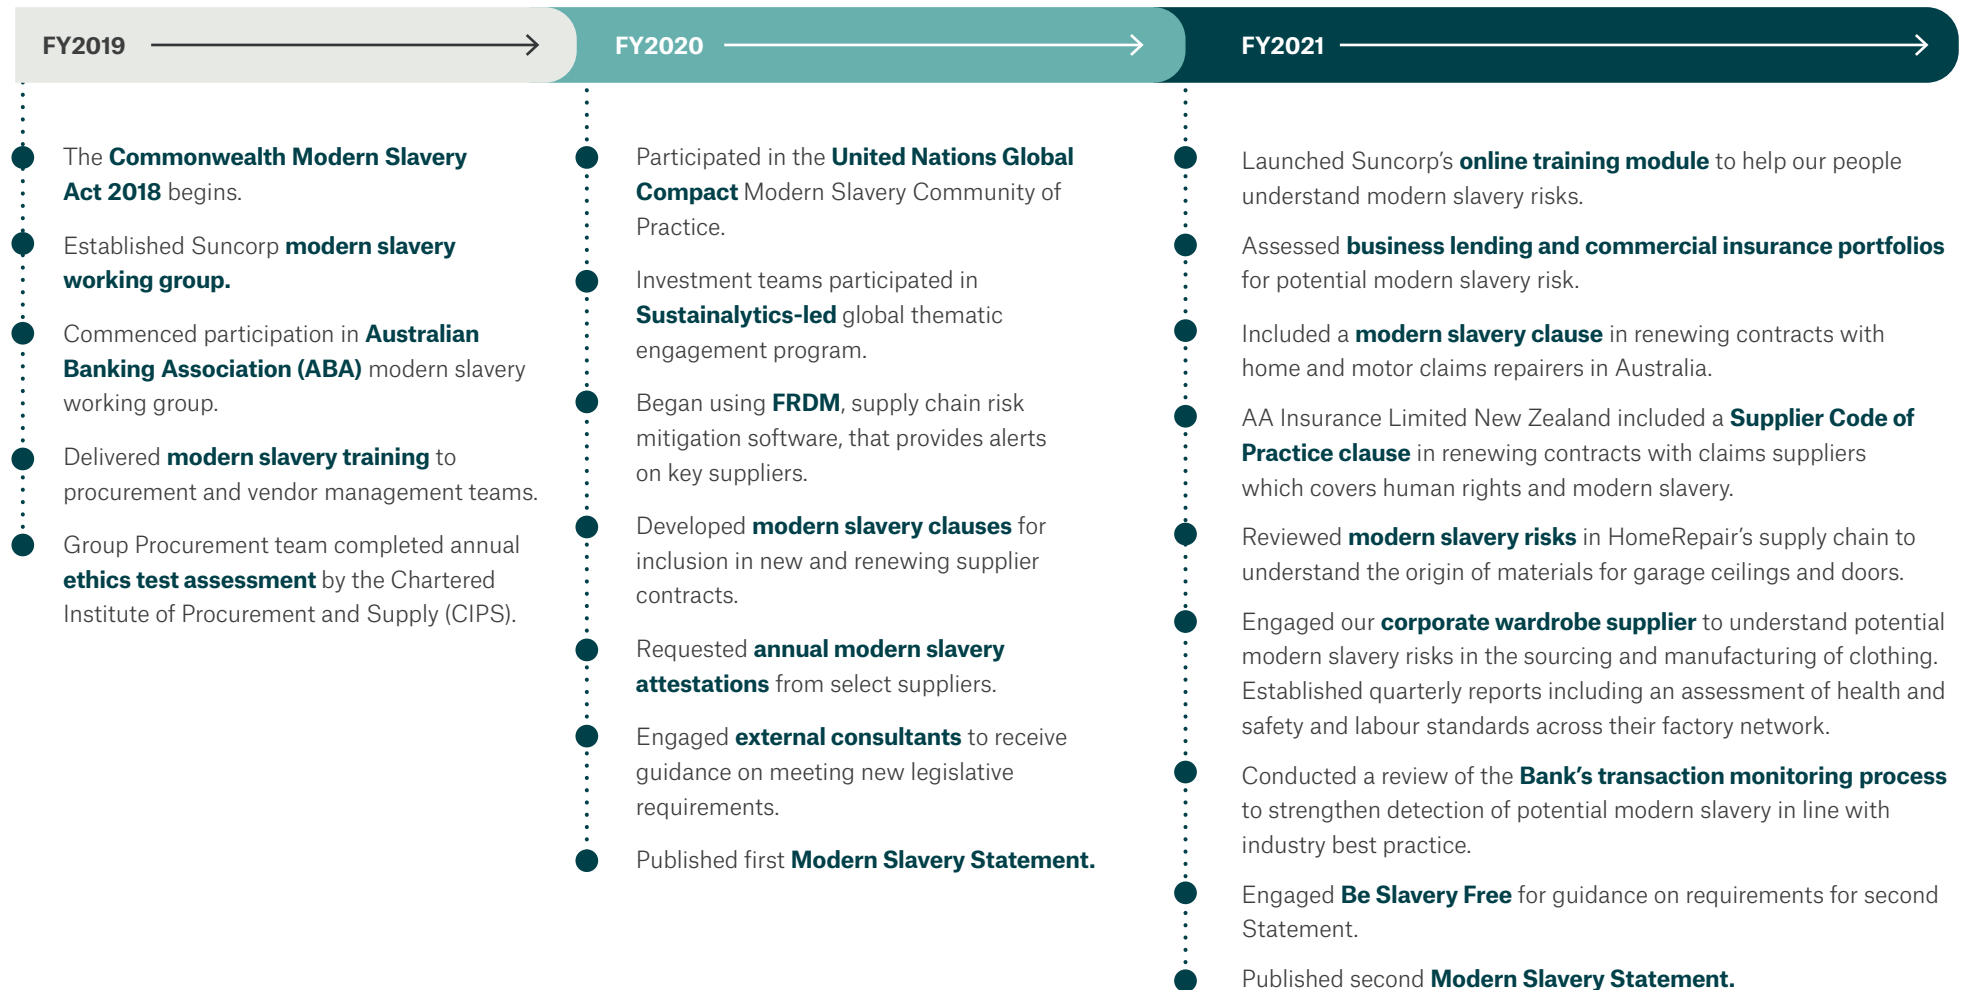 FY2019
The Commonwealth Modern Slavery
Act 2018 begins.
Established Suncorp modern slavery
working group.
Commenced participation in Australian
Banking Association (ABA) modern slavery
working group.
Delivered modern slavery training to
procurement and vendor management teams.
Group Procurement team completed annual
ethics test assessment by the Chartered
Institute of Procurement and Supply (CIPS).
FY2020
Participated in the United Nations Global
Compact Modern Slavery Community of
Practice.
Investment teams participated in
Sustainalytics-led global thematic
engagement program.
Began using FRDM, supply chain risk
mitigation software, that provides alerts
on key suppliers.
Developed modern slavery clauses for
inclusion in new and renewing supplier
contracts.
Requested annual modern slavery
attestations from select suppliers.
Engaged external consultants to receive
guidance on meeting new legislative
requirements.
Published first Modern Slavery Statement.
FY2021
Launched Suncorp’s online training module to help our people
understand modern slavery risks.
Assessed business lending and commercial insurance portfolios
for potential modern slavery risk.
Included a modern slavery clause in renewing contracts with
home and motor claims repairers in Australia.
AA Insurance Limited New Zealand included a Supplier Code of
Practice clause in renewing contracts with claims suppliers
which covers human rights and modern slavery.
Reviewed modern slavery risks in HomeRepair’s supply chain to
understand the origin of materials for garage ceilings and doors.
Engaged our corporate wardrobe supplier to understand potential
modern slavery risks in the sourcing and manufacturing of clothing.
Established quarterly reports including an assessment of health and
safety and labour standards across their factory network.
Conducted a review of the Bank’s transaction monitoring process
to strengthen detection of potential modern slavery in line with
industry best practice.
Engaged Be Slavery Free for guidance on requirements for second
Statement.
Published second Modern Slavery Statement.